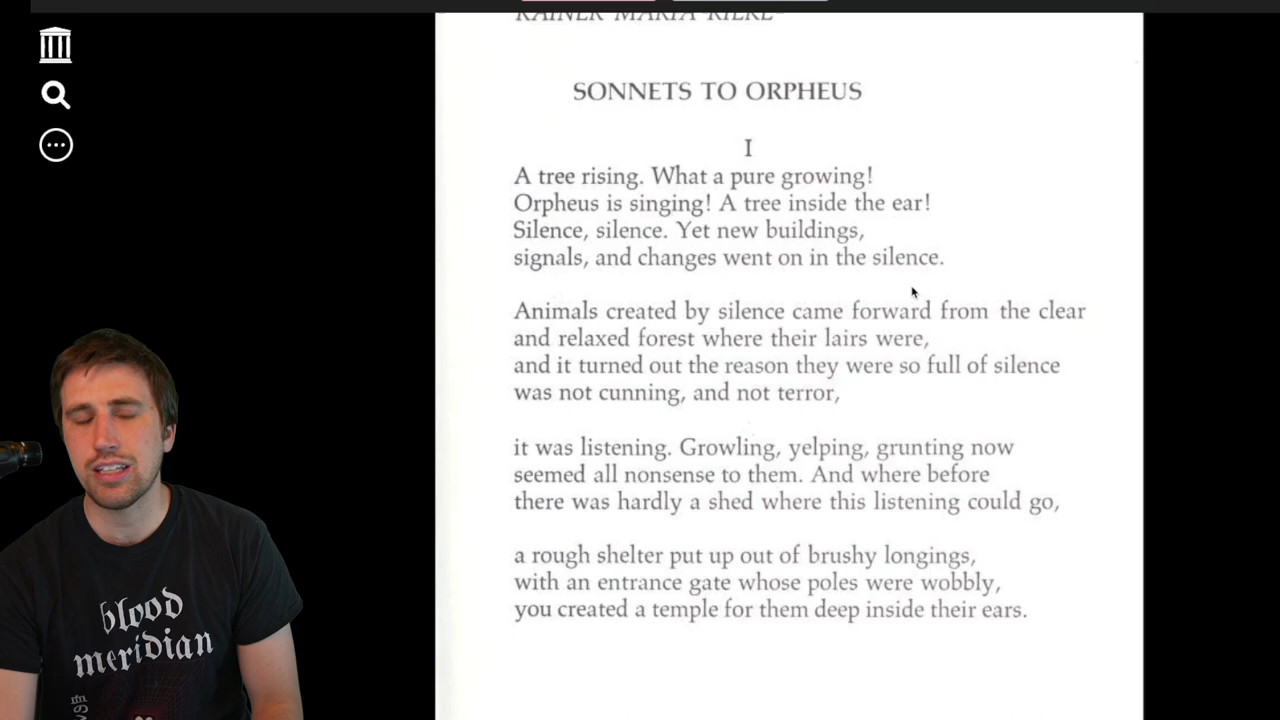 RAINER MARIA RILKE
SONNETS TO ORPHEUS
I
A tree rising. What a pure growing!
Orpheus is singing! A tree inside the ear!
Silence, silence. Yet new buildings,
signals, and changes went on in the silence.
Animals created by silence came forward from the clear
and relaxed forest where their lairs were,
and it turned out the reason they were so full of silence
was not cunning, and not terror,
it was listening. Growling, yelping, grunting now
seemed all nonsense to them. And where before
there was hardly a shed where this listening could go,
a rough shelter put up out of brushy longings,
with an entrance gate whose poles were wobbly,
you created a temple for them deep inside their ears.
blood
meridian